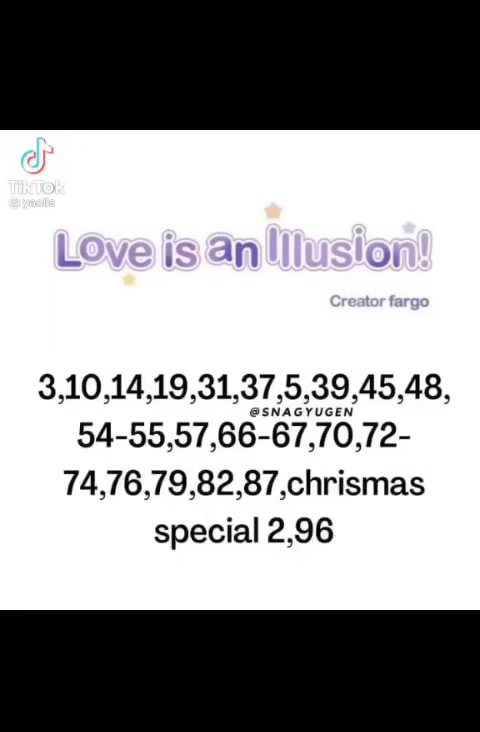 TikTok
@ yaoiis
Love is an Illusion!
Creator fargo
3,10,14,19,31,37,5,39,45,48,
@SNAGYUGEN
54-55,57,66-67,70,72-
74,76,79,82,87,chrismas
special 2,96